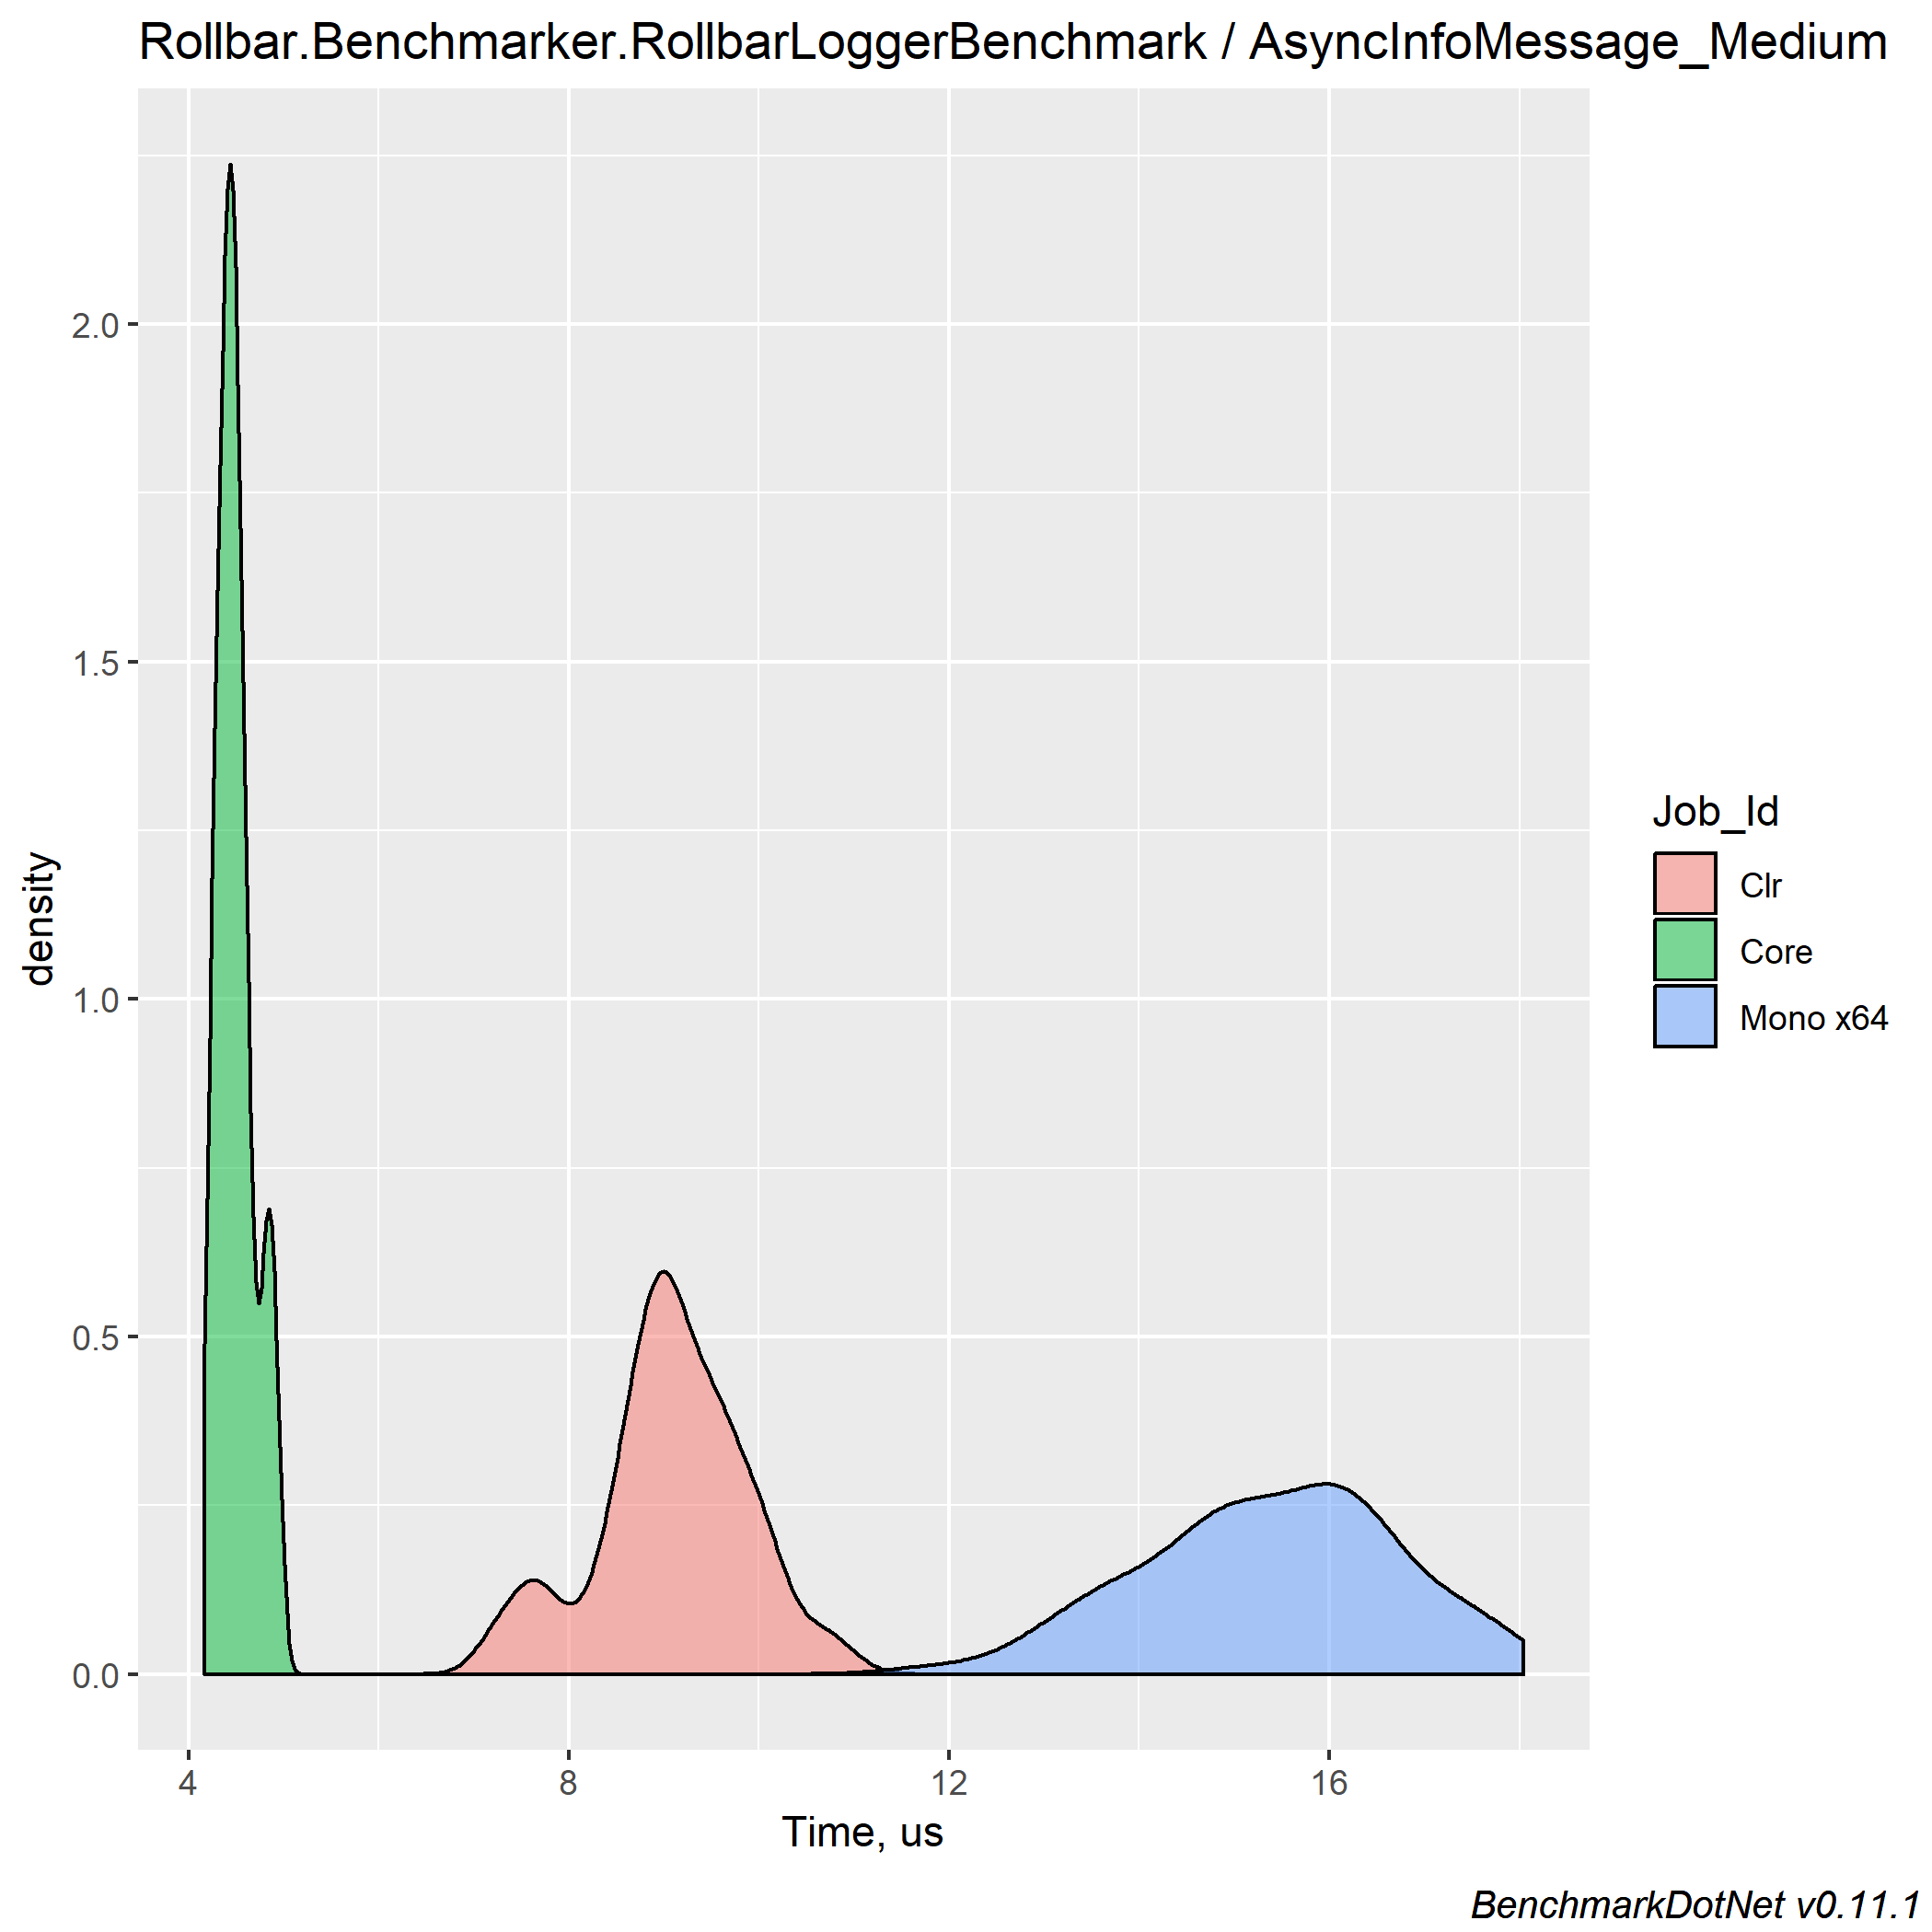 Rollbar.Benchmarker.RollbarLoggerBenchmark / AsyncInfoMessage_Medium
density
2.0
1.5
1.0
0.5
0.0
4 8 12 16
Time, us
Job_Id
Clr
Core
Mono x64
BenchmarkDotNet v0.11.1